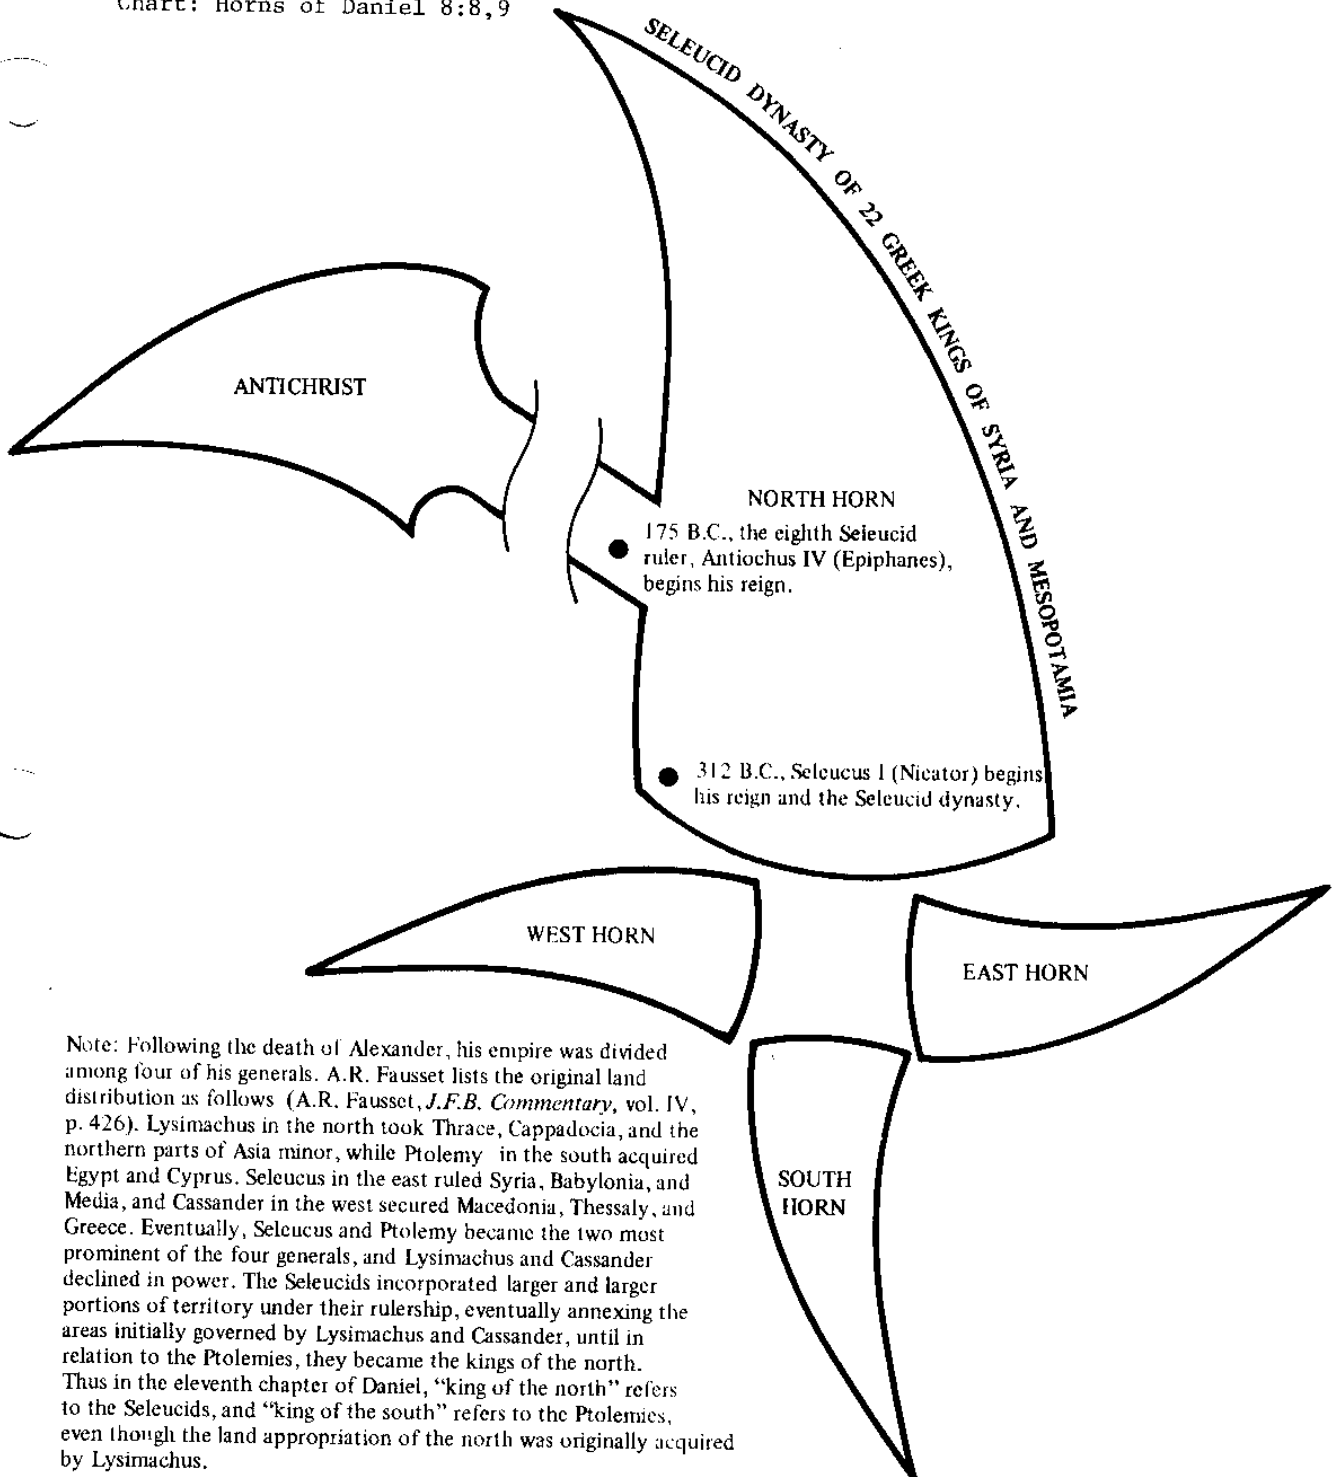 Chart: Horns of Daniel 8:8,9
SELEUCID DYNASTY OF 22 GREEK KINGS OF SYRIA AND MESOPOTAMIA
ANTICHRIST
NORTH HORN
175 B.C., the eighth Seleucid
ruler, Antiochus IV (Epiphanes),
begins his reign.
312 B.C., Seleucus I (Nicator) begins
his reign and the Seleucid dynasty.
WEST HORN
EAST HORN
SOUTH
HORN
Note: Following the death of Alexander, his empire was divided
among four of his generals. A.R. Fausset lists the original land
distribution as follows (A.R. Fausset, J.F.B. Commentary, vol. IV,
p. 426). Lysimachus in the north took Thrace, Cappadocia, and the
northern parts of Asia minor, while Ptolemy in the south acquired
Egypt and Cyprus. Seleucus in the east ruled Syria, Babylonia, and
Media, and Cassander in the west secured Macedonia, Thessaly, and
Greece. Eventually, Seleucus and Ptolemy became the two most
prominent of the four generals, and Lysimachus and Cassander
declined in power. The Seleucids incorporated larger and larger
portions of territory under their rulership, eventually annexing the
areas initially governed by Lysimachus and Cassander, until in
relation to the Ptolemies, they became the kings of the north.
Thus in the eleventh chapter of Daniel, “king of the north” refers
to the Seleucids, and “king of the south” refers to the Ptolemies,
even though the land appropriation of the north was originally acquired
by Lysimachus.